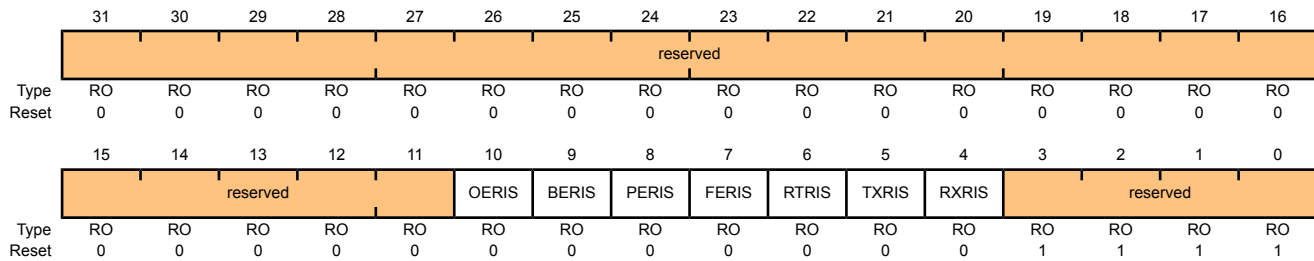 31 30 29 28 27 26 25 24 23 22 21 20 19 18 17 16
reserved
Type RO RO RO RO RO RO RO RO RO RO RO RO RO RO RO RO
Reset 0 0 0 0 0 0 0 0 0 0 0 0 0 0 0 0
15 14 13 12 11 10 9 8 7 6 5 4 3 2 1 0
reserved OERIS BERIS PERIS FERIS RTRIS TXRIS RXRIS reserved
Type RO RO RO RO RO RO RO RO RO RO RO RO RO RO RO RO
Reset 0 0 0 0 0 0 0 0 0 0 0 0 1 1 1 1